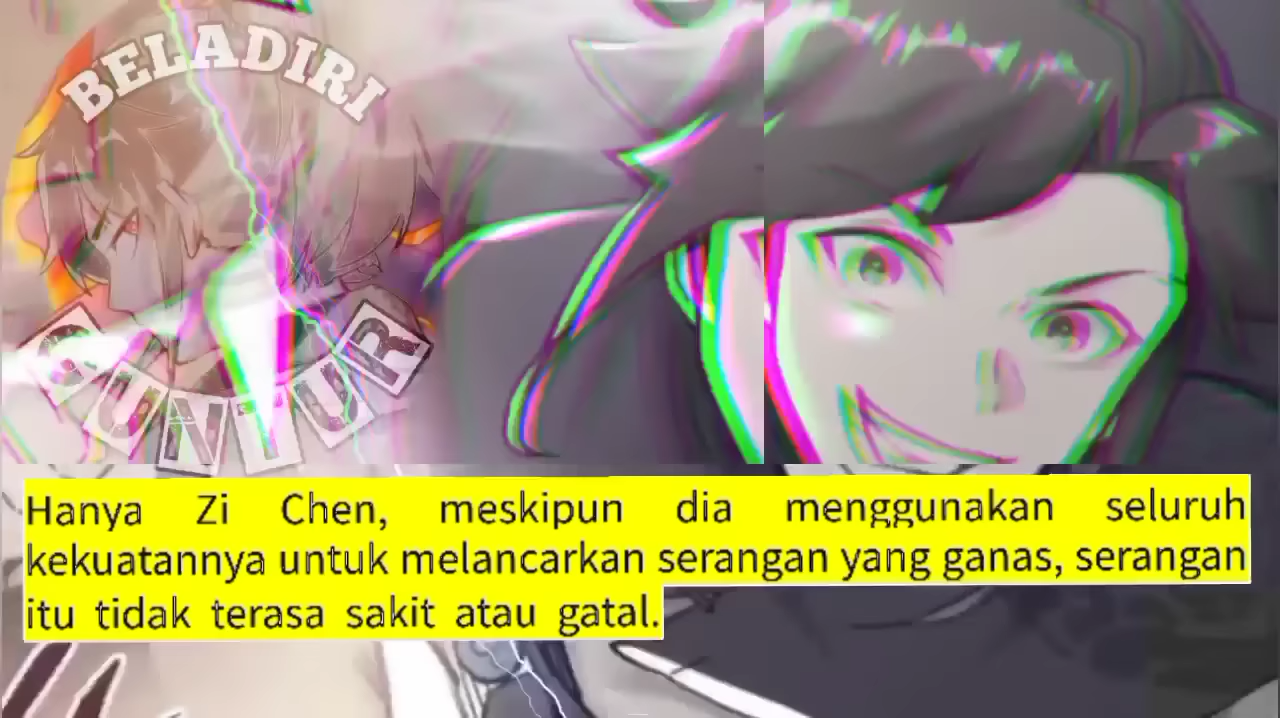 BELADIRI
GUNTUR
Hanya Zi Chen, meskipun dia menggunakan seluruh
kekuatannya untuk melancarkan serangan yang ganas, serangan
itu tidak terasa sakit atau gatal.